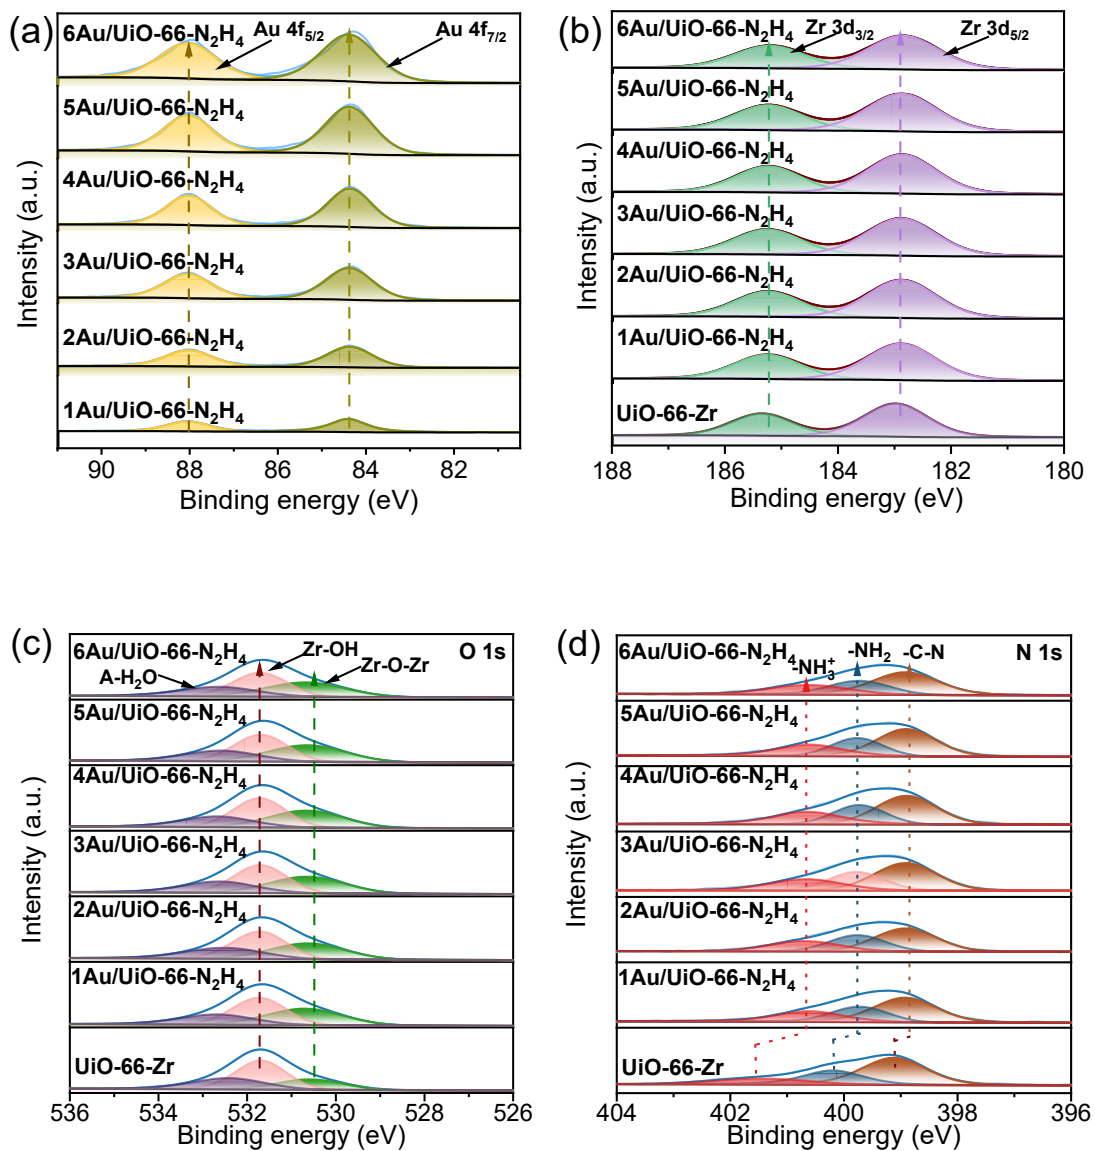 (a)
6Au/UiO-66-N₂H₄
Au 4f₅/₂
Au 4f₇/₂
5Au/UiO-66-N₂H₄
4Au/UiO-66-N₂H₄
3Au/UiO-66-N₂H₄
2Au/UiO-66-N₂H₄
1Au/UiO-66-N₂H₄
Intensity (a.u.)
90 88 86 84 82
Binding energy (eV)
(b)
6Au/UiO-66-N₂H₄
Zr 3d₃/₂
Zr 3d₅/₂
5Au/UiO-66-N₂H₄
4Au/UiO-66-N₂H₄
3Au/UiO-66-N₂H₄
2Au/UiO-66-N₂H₄
1Au/UiO-66-N₂H₄
UiO-66-Zr
Intensity (a.u.)
188 186 184 182 180
Binding energy (eV)
(c)
6Au/UiO-66-N₂H₄
O 1s
A-H₂O
Zr-OH
Zr-O-Zr
5Au/UiO-66-N₂H₄
4Au/UiO-66-N₂H₄
3Au/UiO-66-N₂H₄
2Au/UiO-66-N₂H₄
1Au/UiO-66-N₂H₄
UiO-66-Zr
Intensity (a.u.)
536 534 532 530 528 526
Binding energy (eV)
(d)
6Au/UiO-66-N₂H₄
N 1s
-NH₃⁺
-NH₂
-C-N
5Au/UiO-66-N₂H₄
4Au/UiO-66-N₂H₄
3Au/UiO-66-N₂H₄
2Au/UiO-66-N₂H₄
1Au/UiO-66-N₂H₄
UiO-66-Zr
Intensity (a.u.)
404 402 400 398 396
Binding energy (eV)